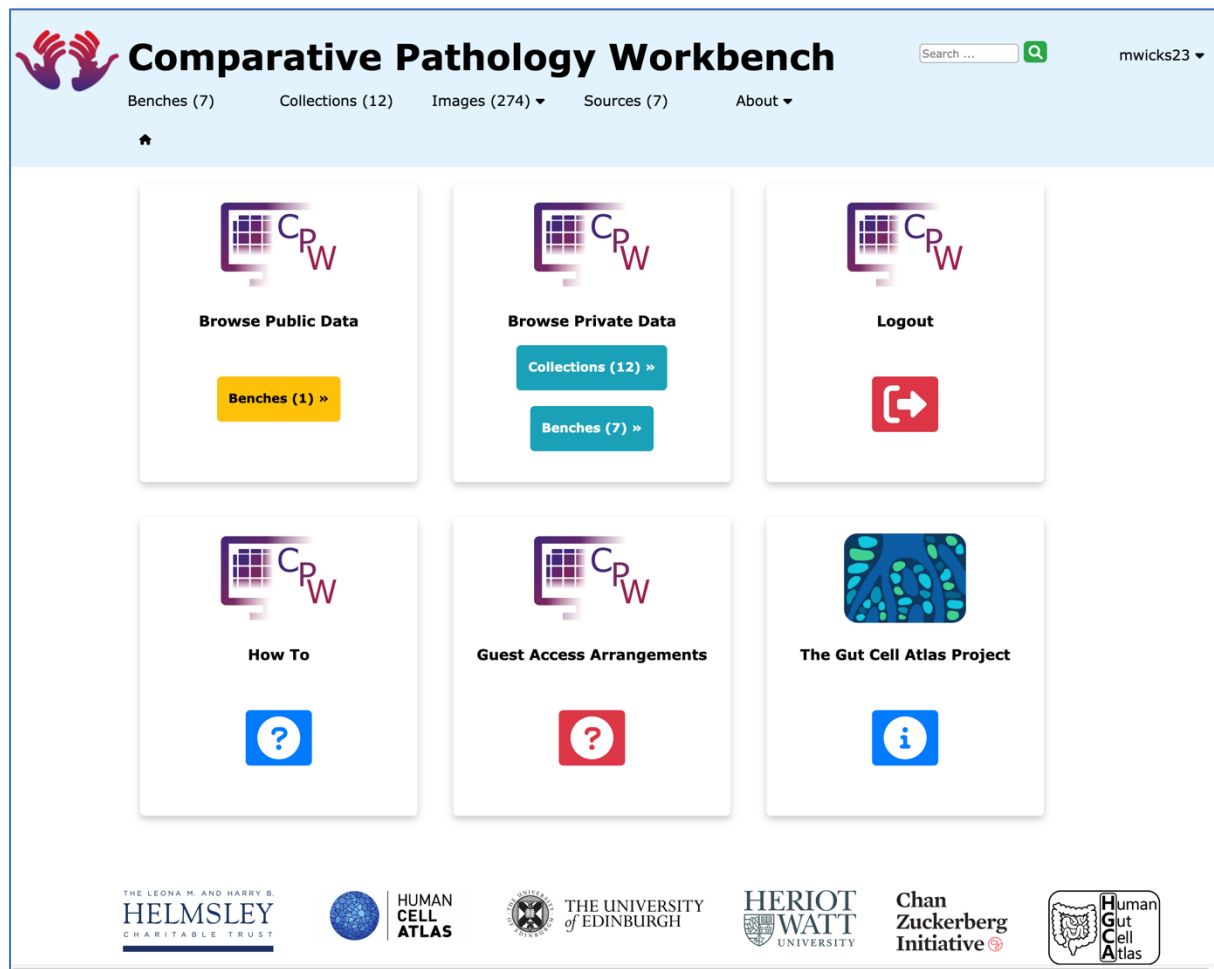 Comparative Pathology Workbench
Search ...
mwicks23
Benches (7) Collections (12) Images (274) Sources (7) About
CPW
Browse Public Data
Benches (1) »
CPW
Browse Private Data
Collections (12) »
Benches (7) »
CPW
Logout
CPW
How To
?
CPW
Guest Access Arrangements
?
The Gut Cell Atlas Project
i
THE LEONA M. AND HARRY B.
HELMSLEY
CHARITABLE TRUST
HUMAN
CELL
ATLAS
THE UNIVERSITY
of EDINBURGH
HERIOT
WATT
UNIVERSITY
Chan
Zuckerberg
Initiative
Human
Gut
Cell
Atlas